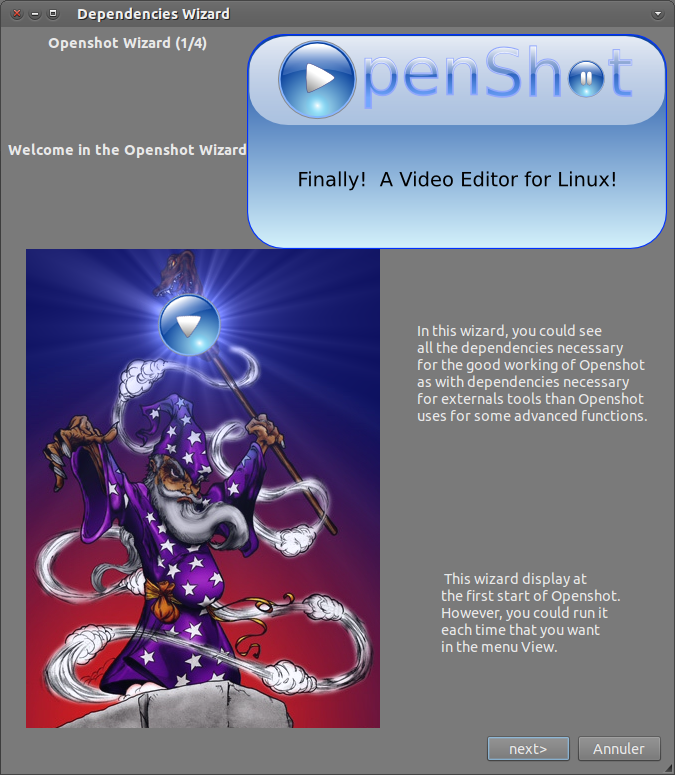 Dependencies Wizard
Openshot Wizard (1/4)
OpenShot
Welcome in the Openshot Wizard
Finally! A Video Editor for Linux!
In this wizard, you could see
all the dependencies necessary
for the good working of Openshot
as with dependencies necessary
for externals tools than Openshot
uses for some advanced functions.
This wizard display at
the first start of Openshot.
However, you could run it
each time that you want
in the menu View.
next>
Annuler